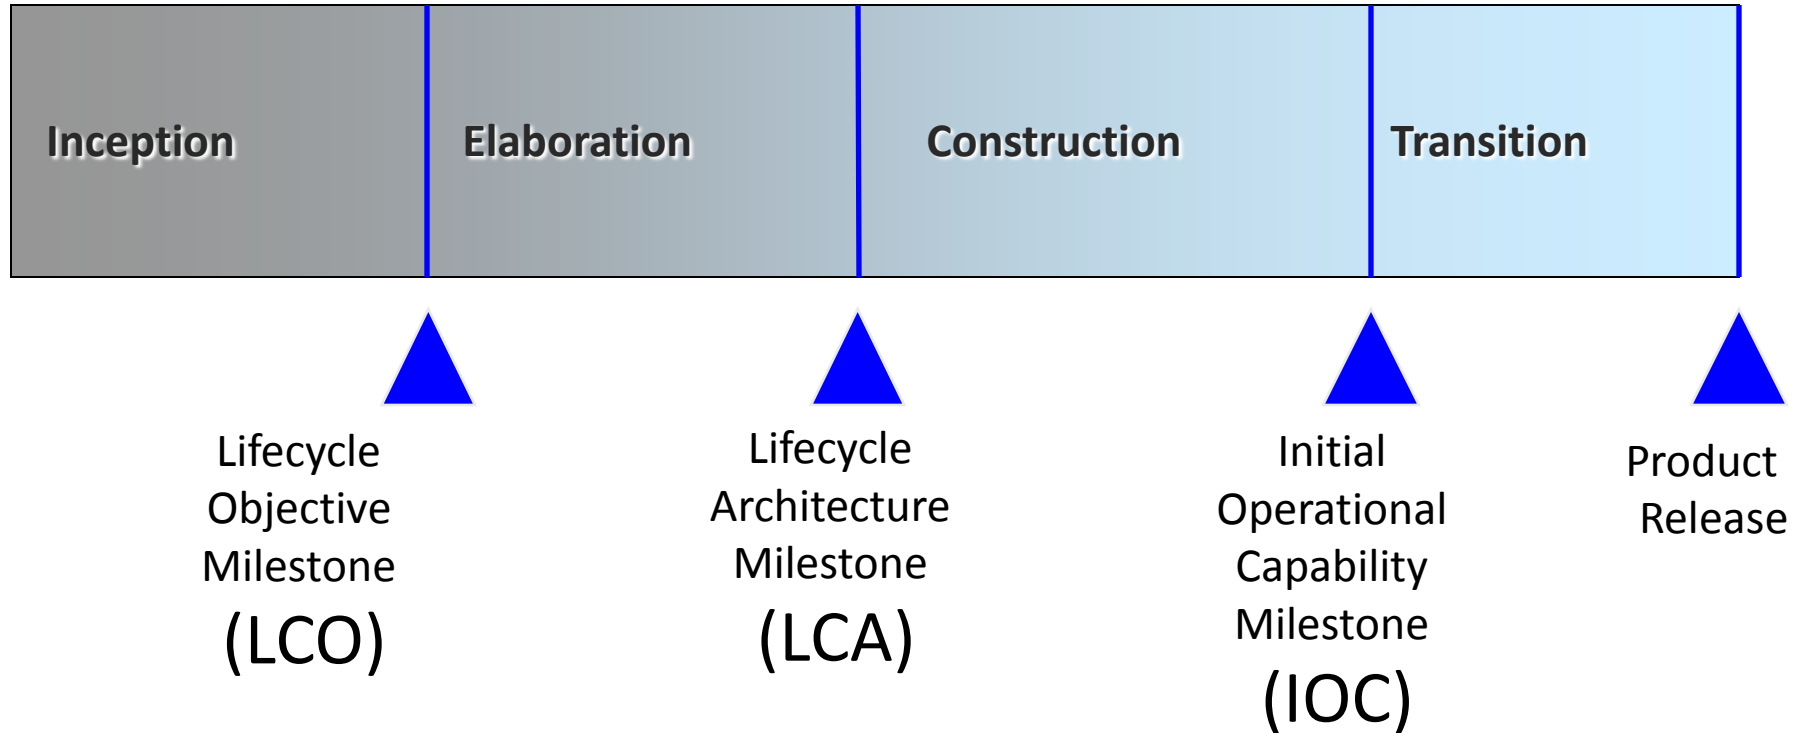 Inception Elaboration Construction Transition
Lifecycle
Objective
Milestone
(LCO)
Lifecycle
Architecture
Milestone
(LCA)
Initial
Operational
Capability
Milestone
(IOC)
Product
Release